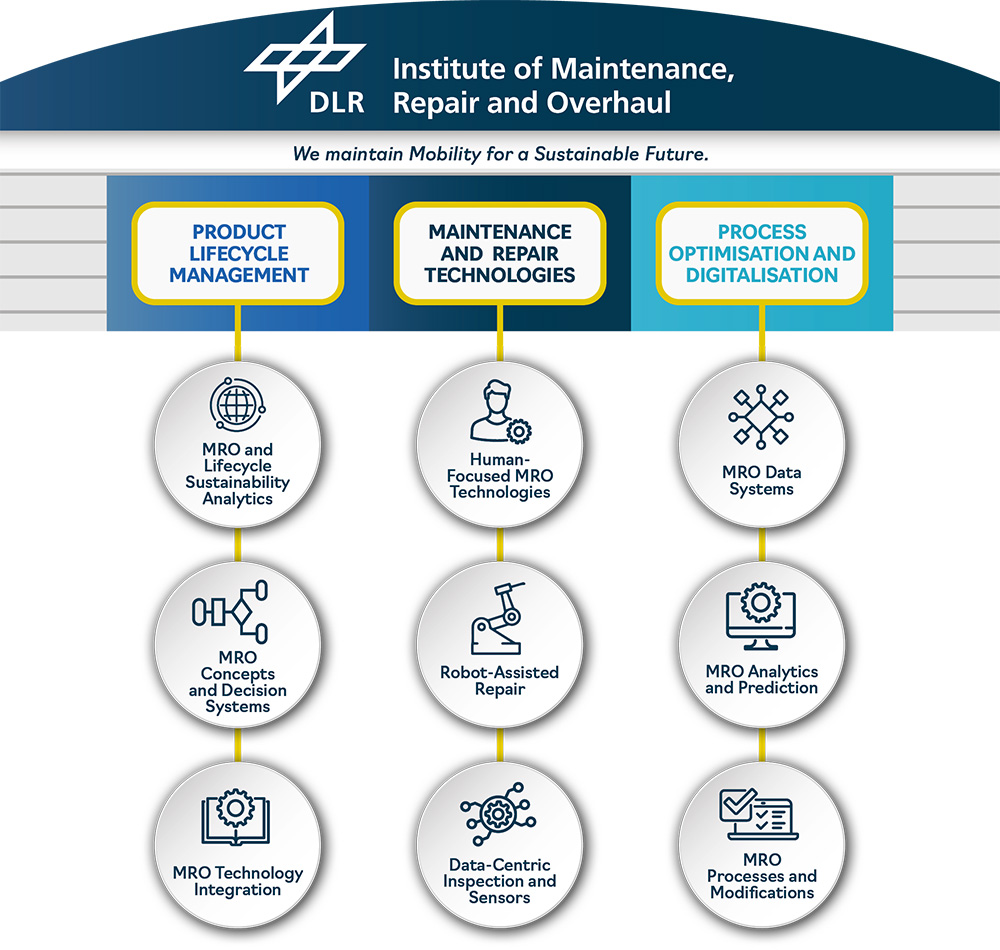 DLR
Institute of Maintenance,
Repair and Overhaul
We maintain Mobility for a Sustainable Future.
PRODUCT
LIFECYCLE
MANAGEMENT
MRO and
Lifecycle
Sustainability
Analytics
MRO
Concepts
and Decision
Systems
MRO Technology
Integration
MAINTENANCE
AND REPAIR
TECHNOLOGIES
Human-
Focused MRO
Technologies
Robot-Assisted
Repair
Data-Centric
Inspection and
Sensors
PROCESS
OPTIMISATION AND
DIGITALISATION
MRO Data
Systems
MRO Analytics
and Prediction
MRO
Processes and
Modifications